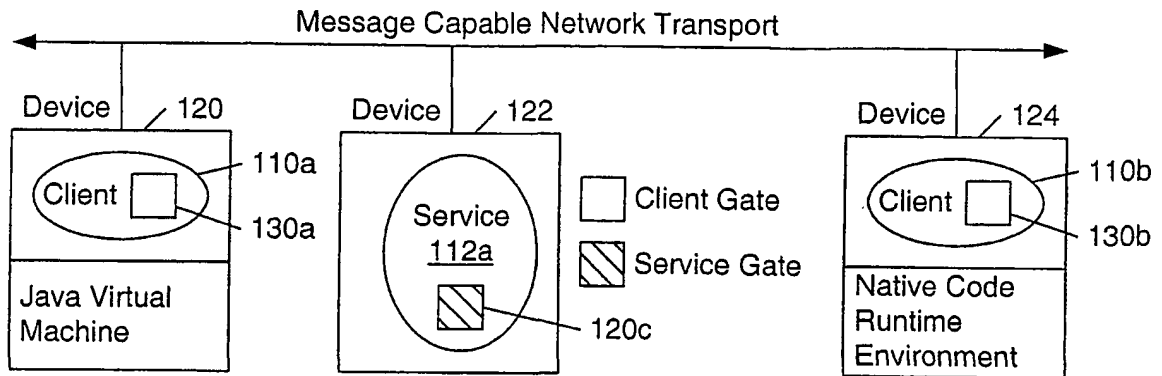 Message Capable Network Transport
Device
120
Device
122
Device
124
Client
110a
130a
Service
112a
120c
Client Gate
Service Gate
Client
110b
130b
Java Virtual
Machine
Native Code
Runtime
Environment